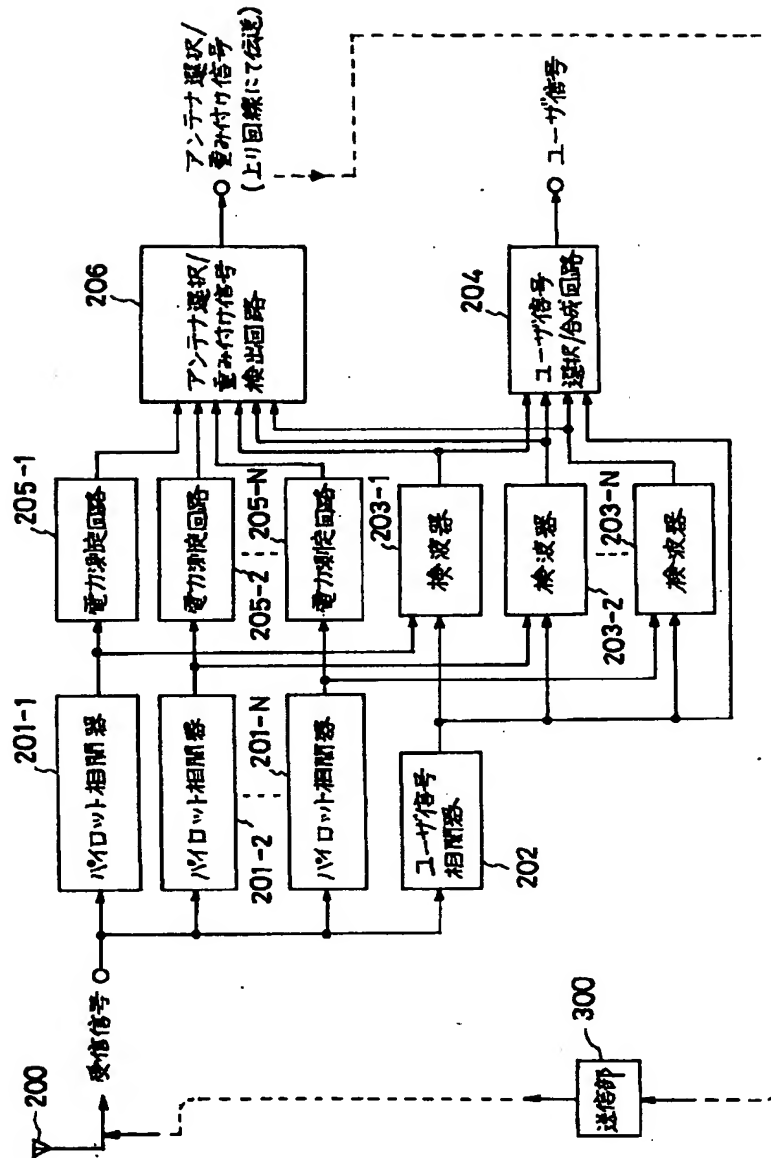 200
受信信号
201-1
パイロット相関器
パイロット相関器
201-2
201-N
パイロット相関器
ユーザ信号
相関器
202
205-1
電力測定回路
電力測定回路
205-2
205-N
電力測定回路
203-1
検波器
検波器
203-2
203-N
検波器
206
アンテナ選択/
重み付け信号
検出回路
204
ユーザ信号
選択/合成回路
アンテナ選択/
重み付け信号
(上り回線にて伝送)
ユーザ信号
300
送信部